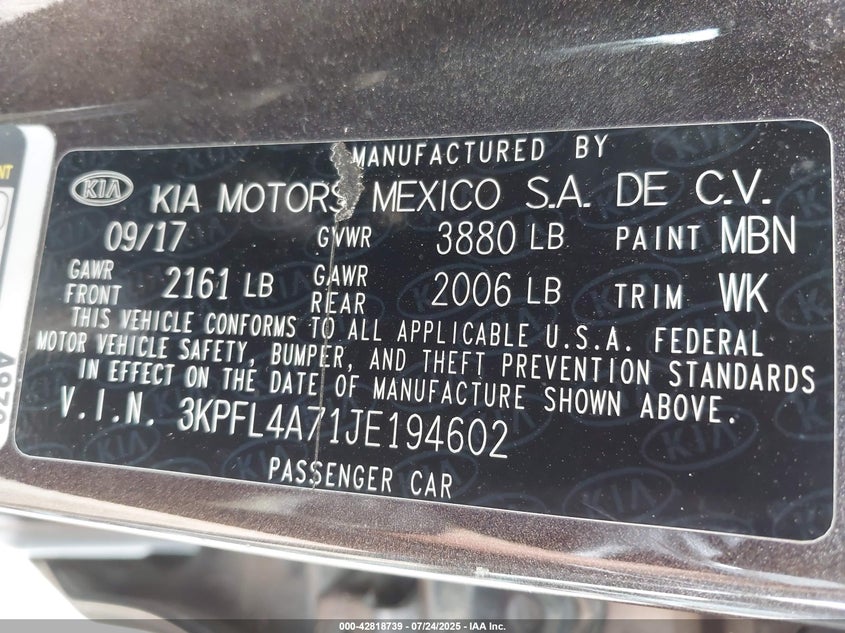 MANUFACTURED BY
KIA KIA MOTORS MEXICO S.A. DE C.V.
09/17 GVWR 3880 LB PAINT MBN
GAWR FRONT 2161 LB GAWR REAR 2006 LB TRIM WK
THIS VEHICLE CONFORMS TO ALL APPLICABLE U.S.A. FEDERAL
MOTOR VEHICLE SAFETY, BUMPER, AND THEFT PREVENTION STANDARDS
IN EFFECT ON THE DATE OF MANUFACTURE SHOWN ABOVE.
V.I.N. 3KPFL4A71JE194602
PASSENGER CAR
000-42818739 - 07/24/2025 - IAA Inc.